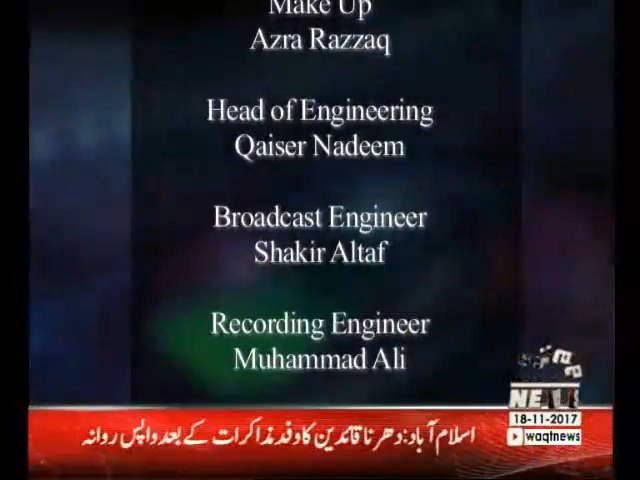 Make Up
Azra Razzaq
Head of Engineering
Qaiser Nadeem
Broadcast Engineer
Shakir Altaf
Recording Engineer
Muhammad Ali
NEWS
18-11-2017
waqtnews
اسلام آباد: دھرنا قائدین کا وفد مذاکرات کے بعد واپس روانہ